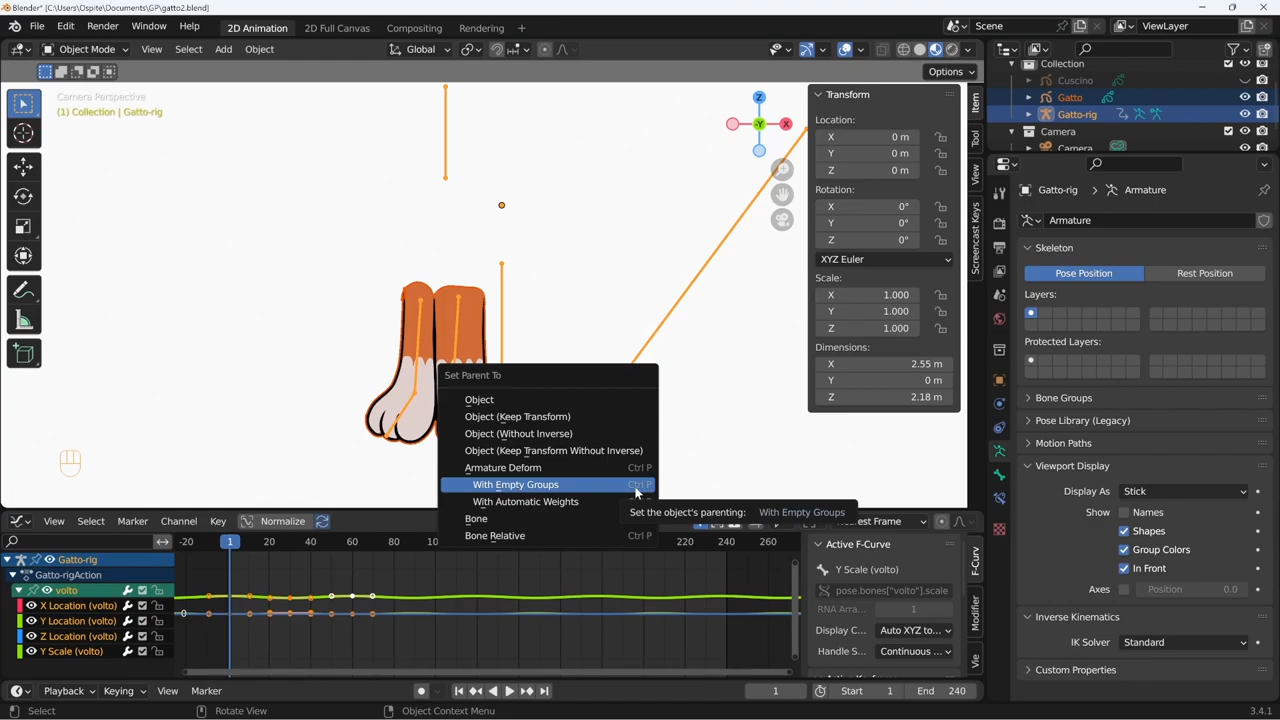 Blender* [C:\Users\Ospite\Documents\GP\gatto2.blend]
File Edit Render Window Help 2D Animation 2D Full Canvas Compositing Rendering + Scene ViewLayer
Object Mode View Select Add Object Global
Options
Camera Perspective
(1) Collection | Gatto-rig
Z
-Y
X
Transform
Location:
X 0 m
Y 0 m
Z 0 m
Rotation:
X 0°
Y 0°
Z 0°
XYZ Euler
Scale:
X 1.000
Y 1.000
Z 1.000
Dimensions:
X 2.55 m
Y 0 m
Z 2.18 m
Item
Tool
View
Screencast Keys
Collection
Cuscino
Gatto
Gatto-rig
Camera
Camera
Gatto-rig > Armature
Armature
Skeleton
Pose Position Rest Position
Layers:
Protected Layers:
Bone Groups
Pose Library (Legacy)
Motion Paths
Viewport Display
Display As Stick
Show Names
Shapes
Group Colors
In Front
Axes Position 0.0
Inverse Kinematics
IK Solver Standard
Custom Properties
Set Parent To
Object
Object (Keep Transform)
Object (Without Inverse)
Object (Keep Transform Without Inverse)
Armature Deform Ctrl P
With Empty Groups Ctrl P
With Automatic Weights
Bone
Bone Relative Ctrl P
Set the object's parenting: With Empty Groups
View Select Marker Channel Key Normalize Nearest Frame
-20 1 20 40 60 80 220 240 260
Gatto-rig
Gatto-rigAction
volto
X Location (volto)
Y Location (volto)
Z Location (volto)
Y Scale (volto)
0
Active F-Curve
Y Scale (volto)
pose.bones["volto"].scale
RNA Arra... 1
Display C... Auto XYZ to...
Handle S... Continuous ...
F-Curv
Modifier
Vie
Playback Keying View Marker 1 Start 1 End 240
Select Rotate View Object Context Menu 3.4.1